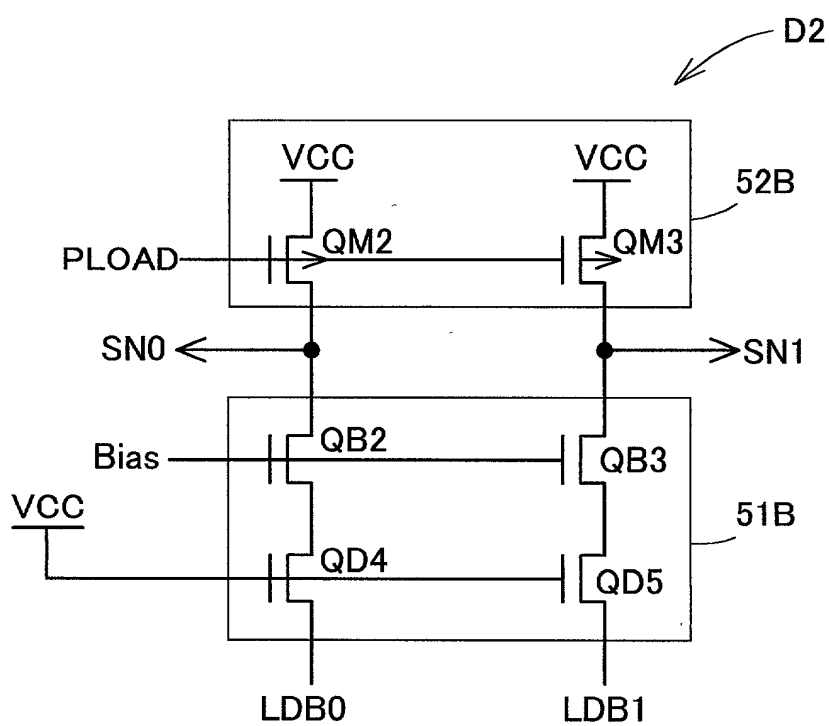 D2
VCC VCC
52B
PLOAD QM2 QM3
SN0 SN1
Bias QB2 QB3
VCC
51B
QD4 QD5
LDB0 LDB1